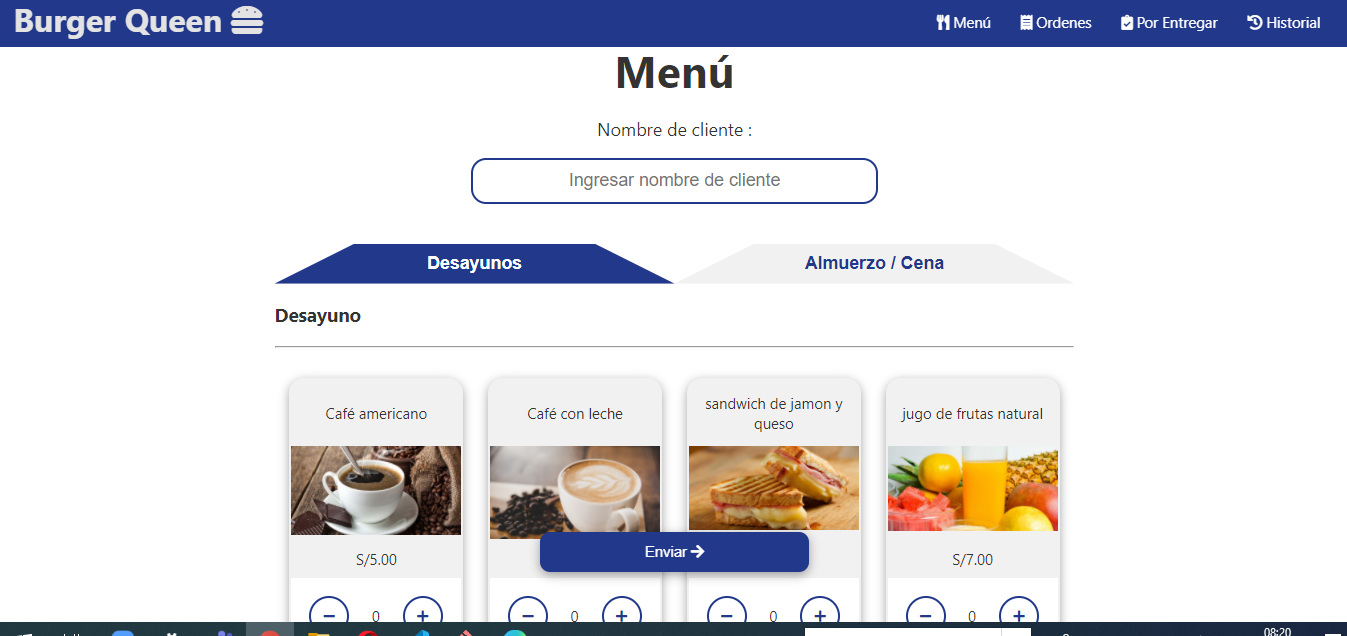 Burger Queen
Menú
Ordenes
Por Entregar
Historial
Menú
Nombre de cliente :
Ingresar nombre de cliente
Desayunos
Almuerzo / Cena
Desayuno
Café americano
Café con leche
sandwich de jamon y
queso
jugo de frutas natural
Enviar
S/5.00
S/7.00
− 0 +
− 0 +
− 0 +
− 0 +
08:20